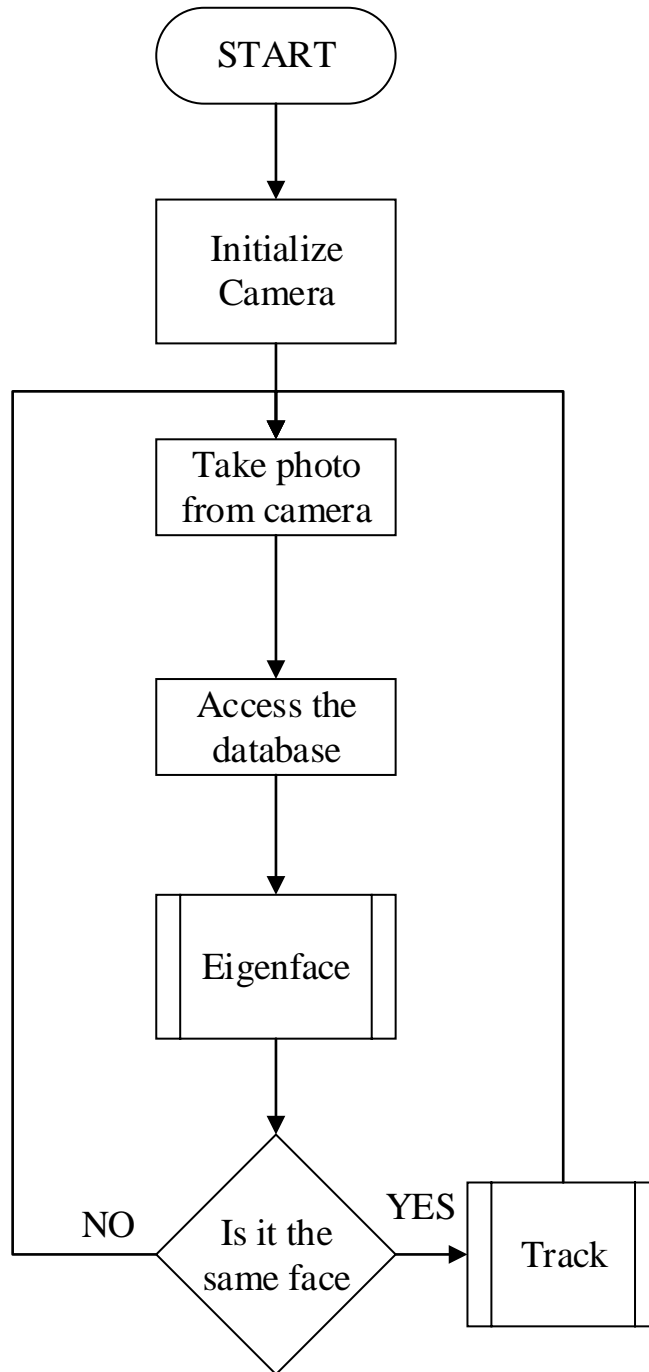 START
Initialize
Camera
Take photo
from camera
Access the
database
Eigenface
NO
Is it the
same face
YES
Track